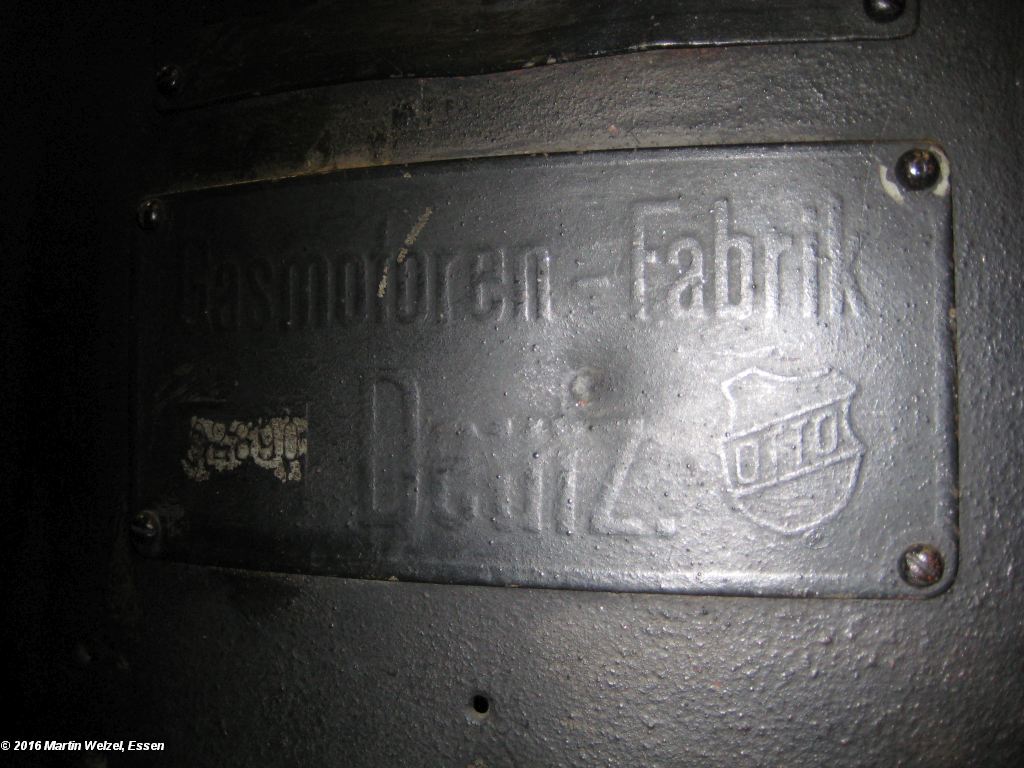 Gasmotoren-Fabrik
Deutz
OTTO
© 2016 Martin Welzel, Essen